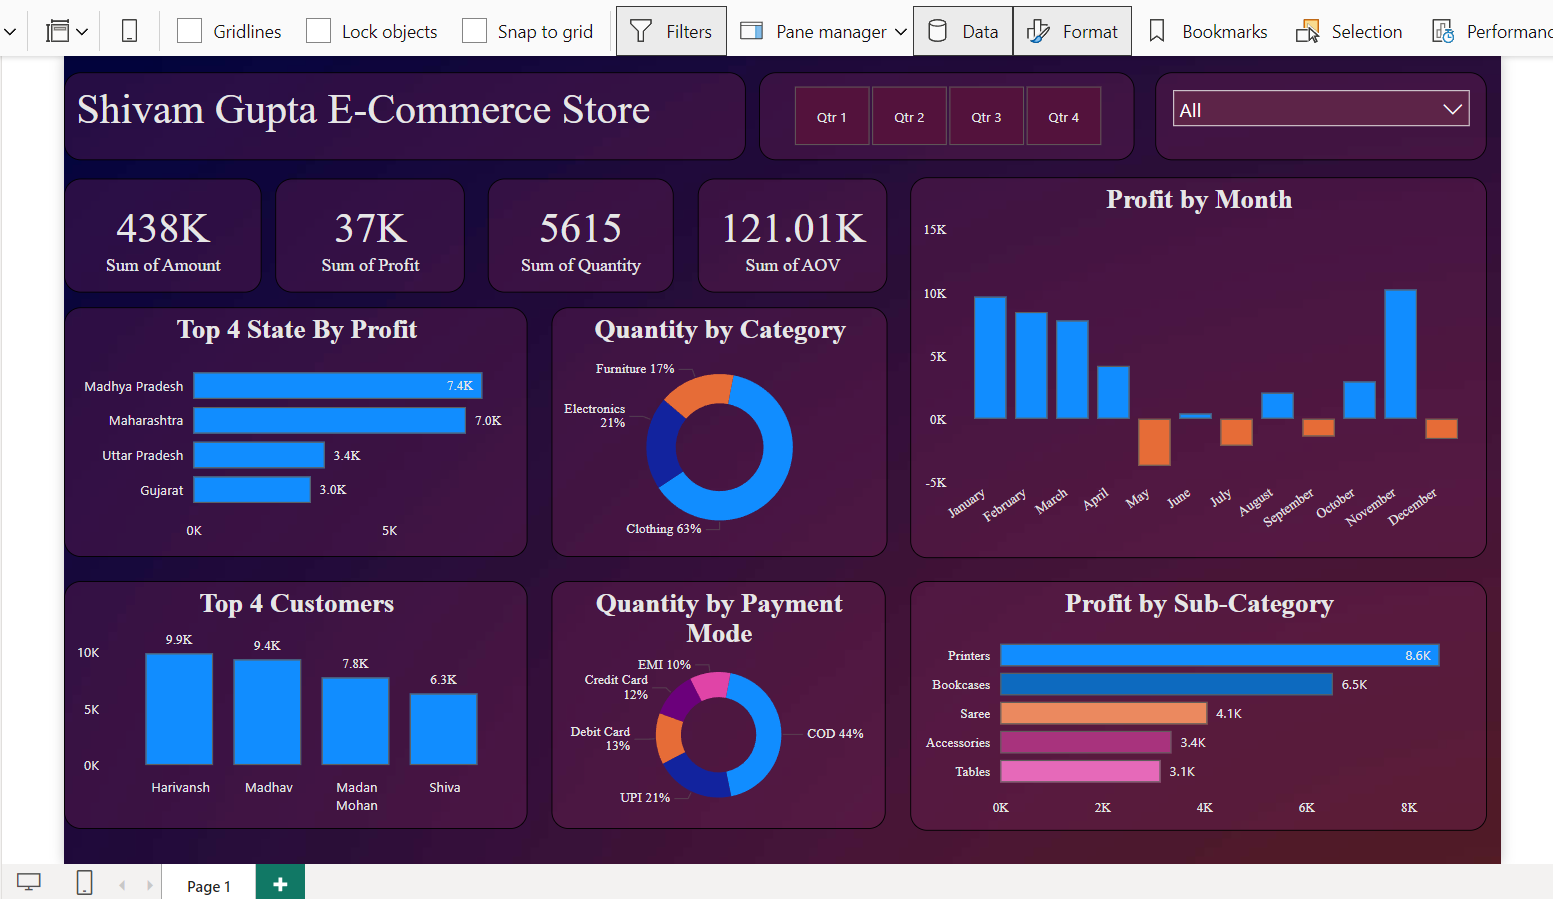 Gridlines
Lock objects
Snap to grid
Filters
Pane manager
Data
Format
Bookmarks
Selection
Performanc
Shivam Gupta E-Commerce Store
Qtr 1
Qtr 2
Qtr 3
Qtr 4
All
438K
Sum of Amount
37K
Sum of Profit
5615
Sum of Quantity
121.01K
Sum of AOV
Profit by Month
15K
10K
5K
0K
-5K
January
February
March
April
May
June
July
August
September
October
November
December
Top 4 State By Profit
Madhya Pradesh
7.4K
Maharashtra
7.0K
Uttar Pradesh
3.4K
Gujarat
3.0K
0K
5K
Quantity by Category
Furniture 17%
Electronics
21%
Clothing 63%
Top 4 Customers
10K
5K
0K
9.9K
9.4K
7.8K
6.3K
Harivansh
Madhav
Madan
Mohan
Shiva
Quantity by Payment
Mode
EMI 10%
Credit Card
12%
Debit Card
13%
UPI 21%
COD 44%
Profit by Sub-Category
Printers
8.6K
Bookcases
6.5K
Saree
4.1K
Accessories
3.4K
Tables
3.1K
0K
2K
4K
6K
8K
Page 1